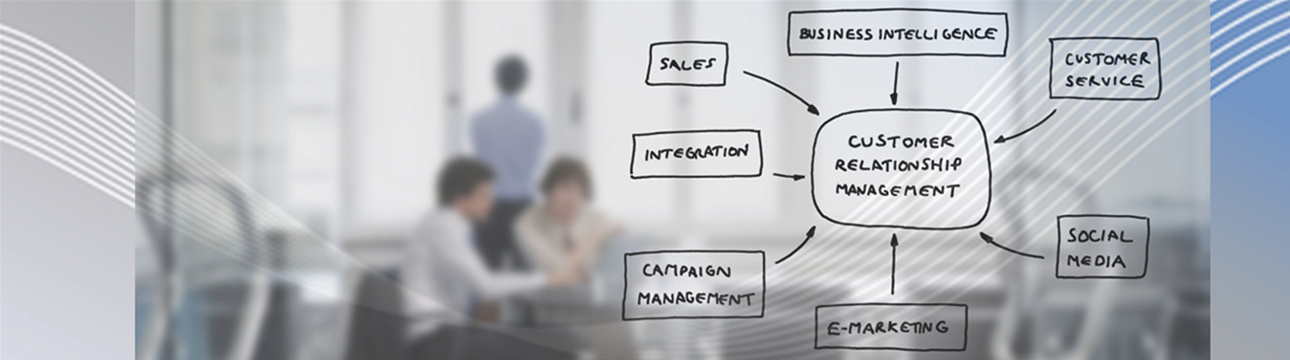 BUSINESS INTELLIGENCE
SALES
CUSTOMER
SERVICE
INTEGRATION
CUSTOMER
RELATIONSHIP
MANAGEMENT
CAMPAIGN
MANAGEMENT
SOCIAL
MEDIA
E-MARKETING